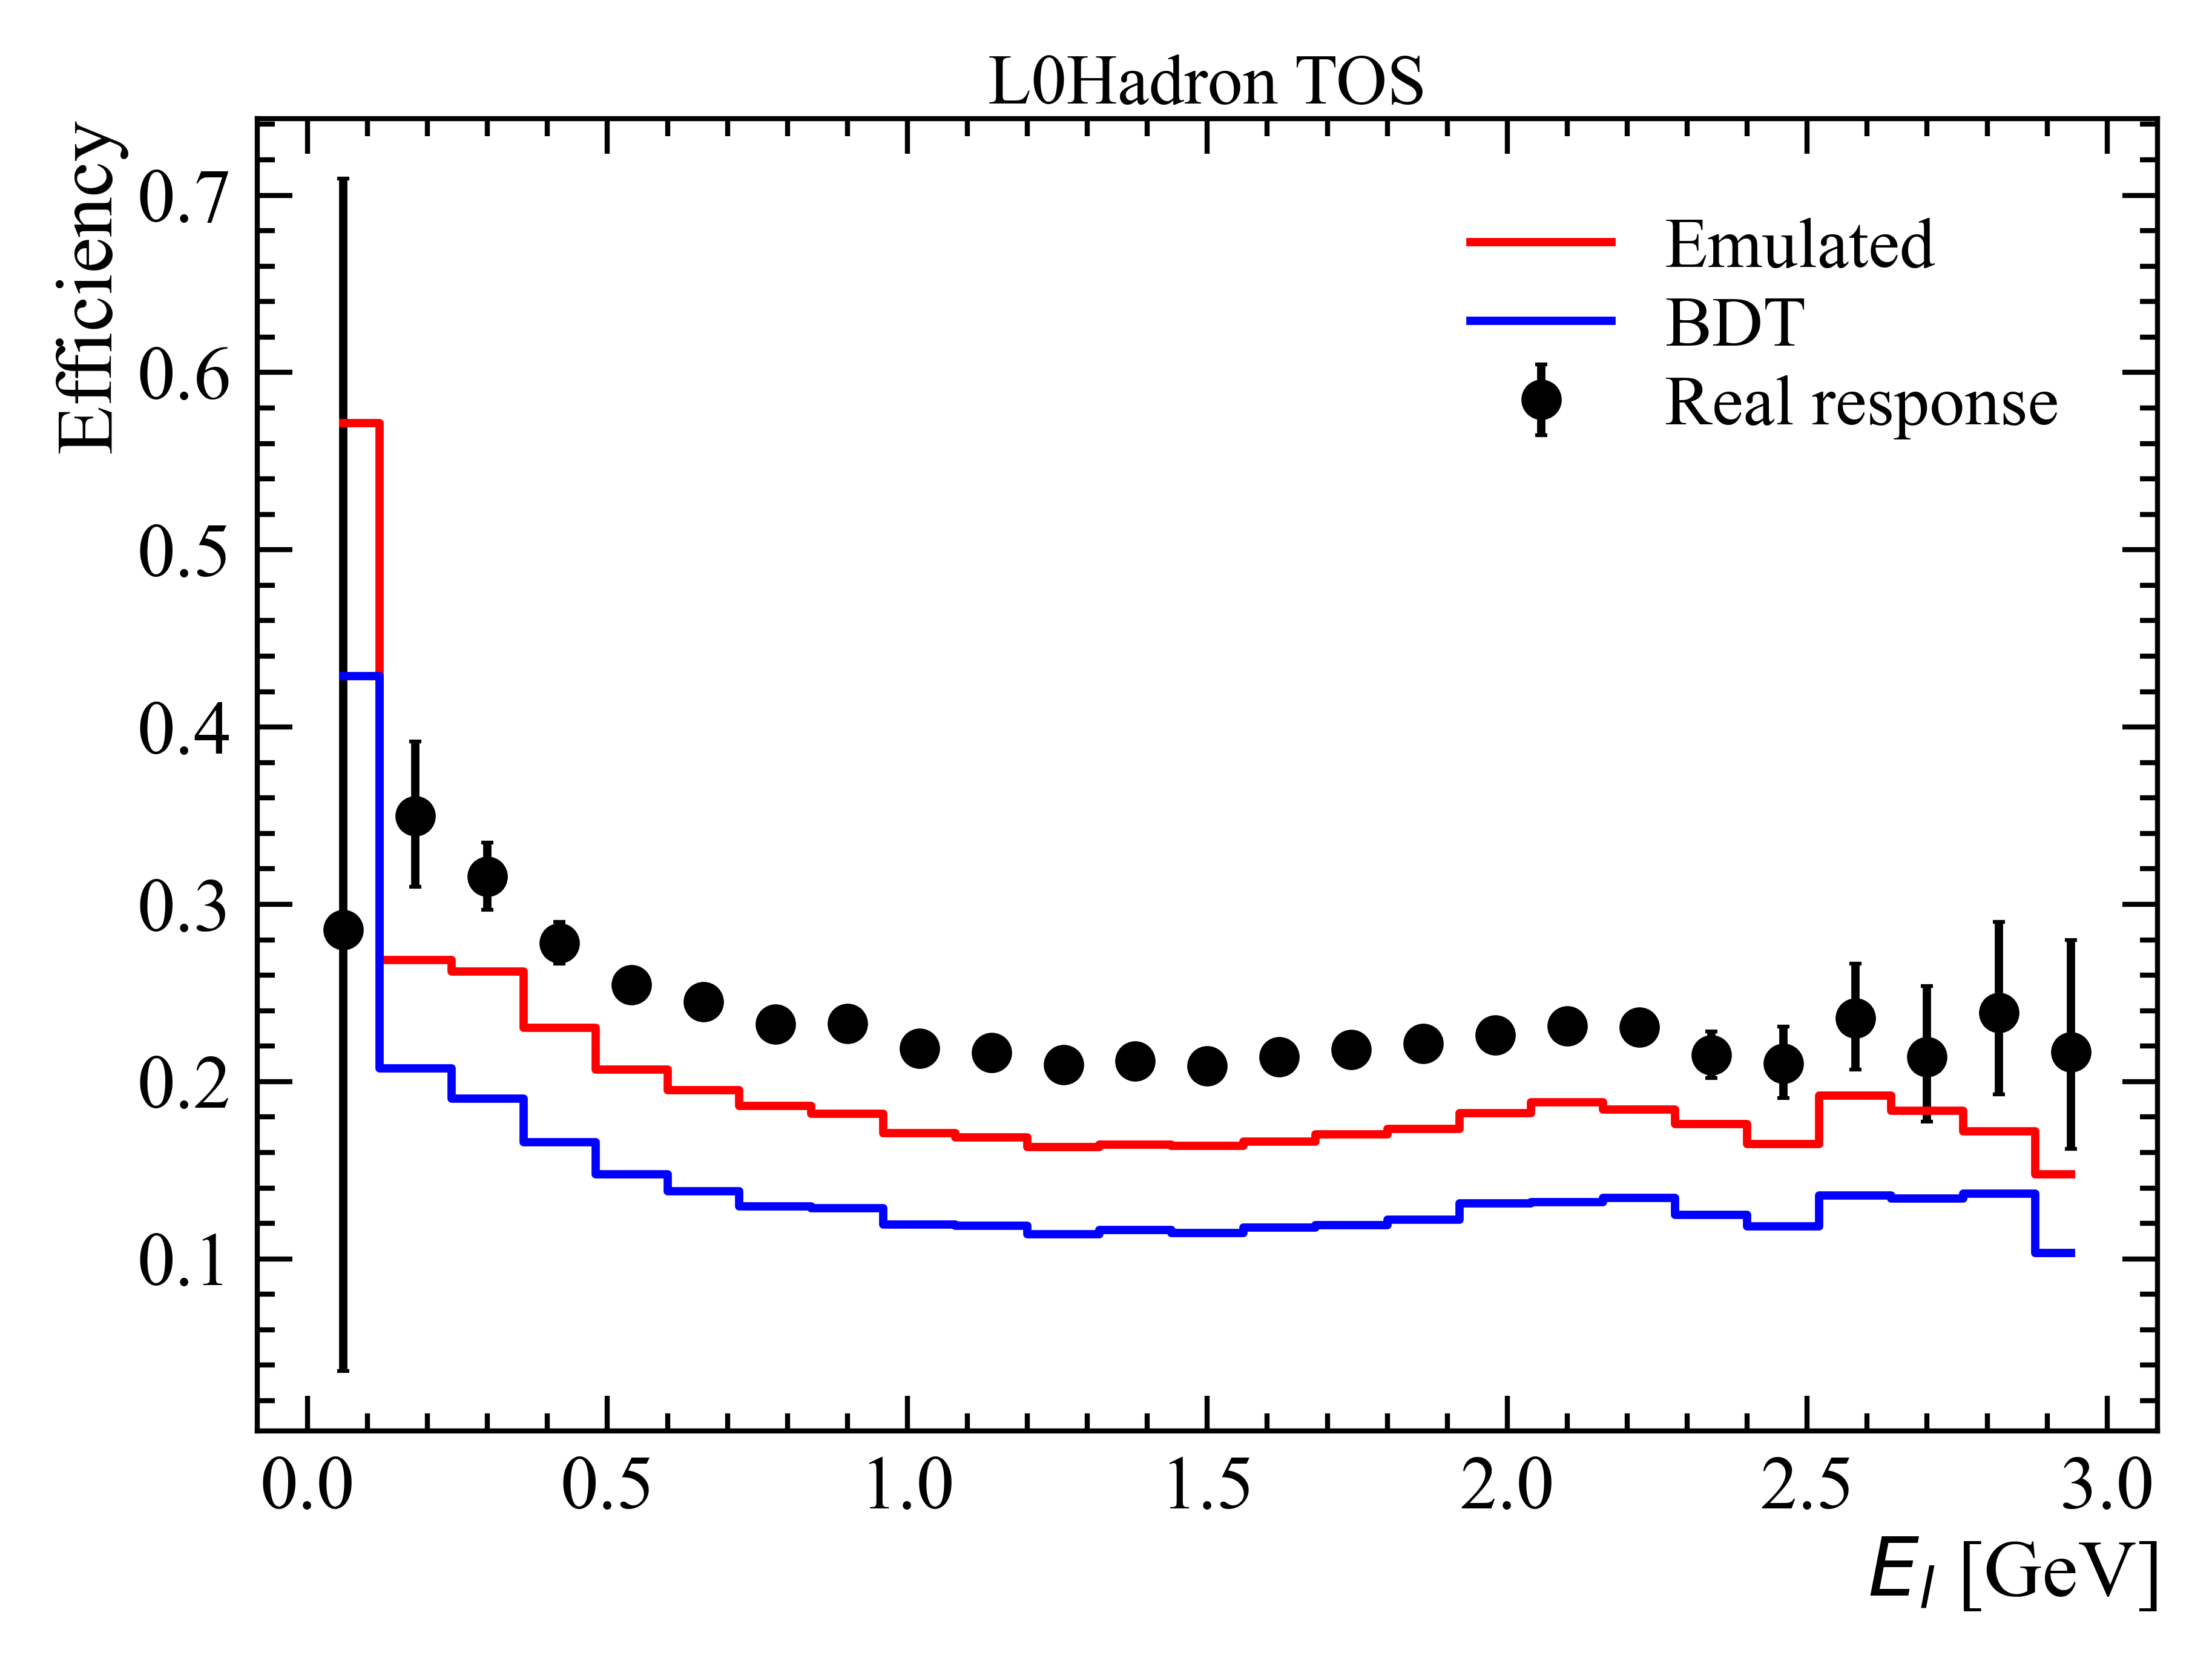 L0Hadron TOS
Efficiency
0.7
0.6
0.5
0.4
0.3
0.2
0.1
Emulated
BDT
Real response
0.0 0.5 1.0 1.5 2.0 2.5 3.0
E_l [GeV]